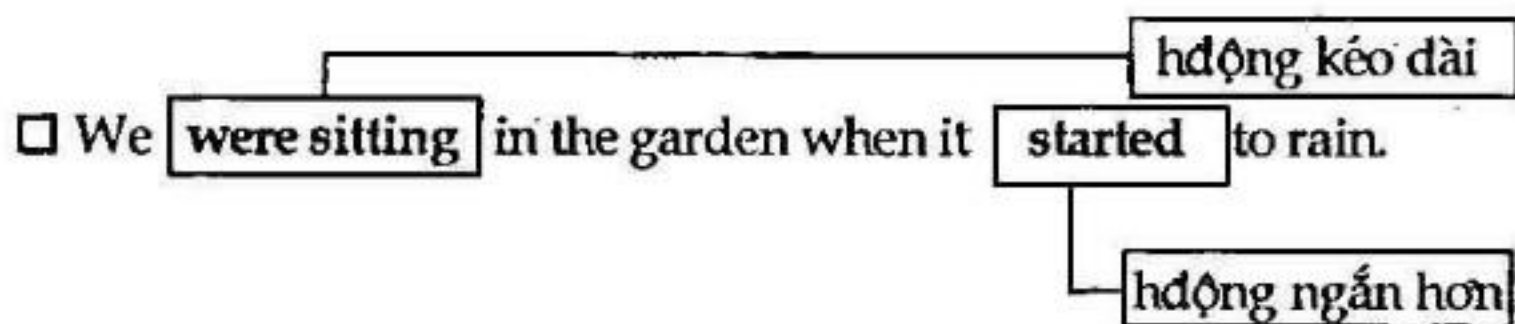 hđộng kéo dài
☐ We were sitting in the garden when it started to rain.
hđộng ngắn hơn